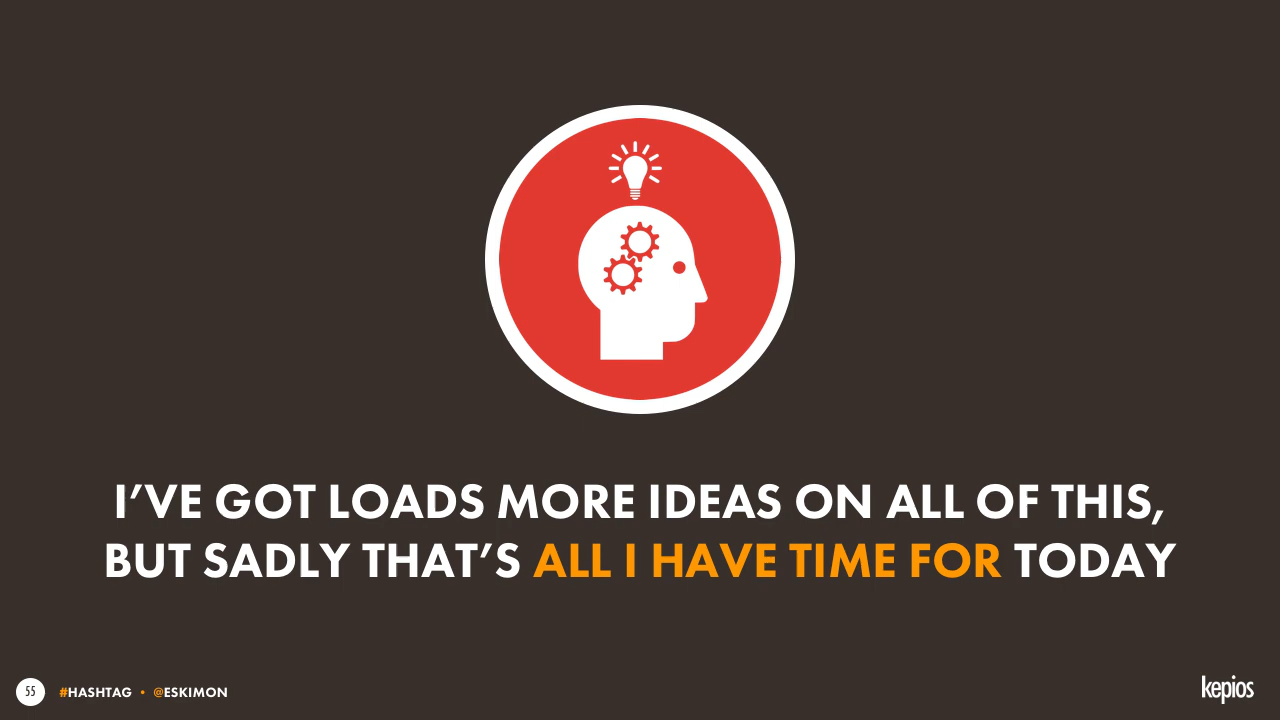 I’VE GOT LOADS MORE IDEAS ON ALL OF THIS,
BUT SADLY THAT’S ALL I HAVE TIME FOR TODAY
55 #HASHTAG • @ESKIMON
kepios